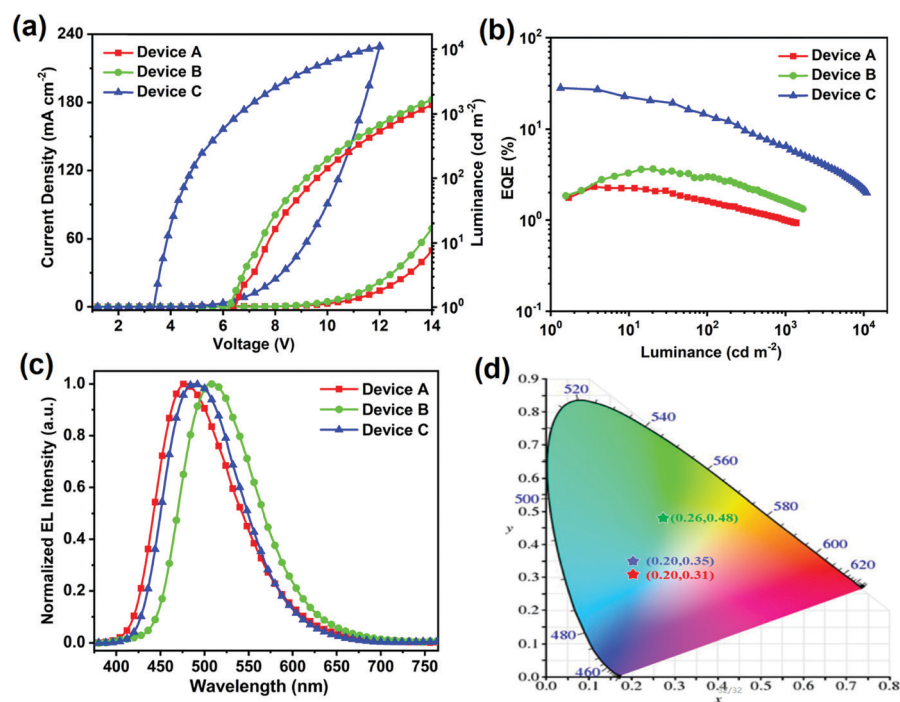 (a)
Current Density (mA cm-2)
240
180
120
60
0
Device A
Device B
Device C
10^4
10^3
10^2
10^1
10^0
Luminance (cd m-2)
2 4 6 8 10 12 14
Voltage (V)
(b)
EQE (%)
10^2
10^1
10^0
10^-1
Device A
Device B
Device C
10^0 10^1 10^2 10^3 10^4
Luminance (cd m-2)
(c)
Normalized EL Intensity (a.u.)
1.0
0.8
0.6
0.4
0.2
0.0
Device A
Device B
Device C
400 450 500 550 600 650 700 750
Wavelength (nm)
(d)
y
0.9
0.8
0.7
0.6
0.5
0.4
0.3
0.2
0.1
0.0
520
540
560
500
580
(0.26,0.48)
600
(0.20,0.35)
620
(0.20,0.31)
480
460
0.0 0.1 0.2 0.3 0.4 0.5 0.6 0.7 0.8
32/32
x